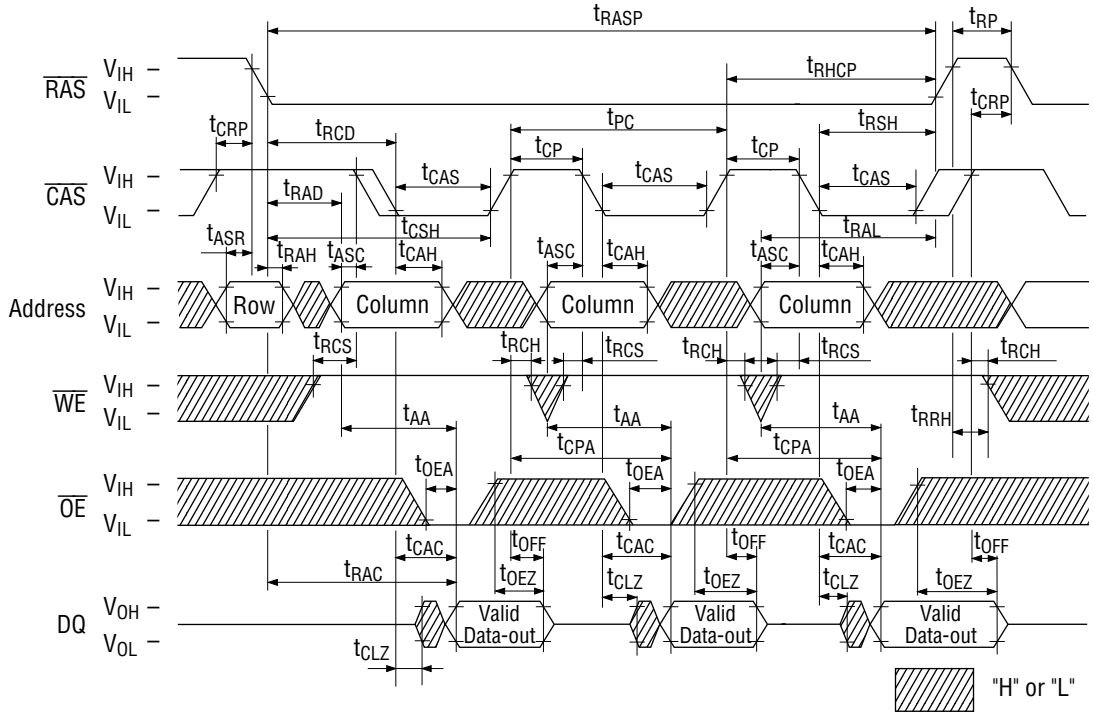 tRASP tRP
RAS VIH – tRHCP
VIL –
tCRP tRCD tPC tRSH tCRP
CAS VIH – tCAS tCP tCAS tCP tCAS
VIL – tRAD tCSH tRAL
tASR tRAH tASC tCAH tASC tCAH tASC tCAH
Address VIH – Row Column Column Column
VIL –
tRCS tRCH tRCS tRCH tRCS tRCH
WE VIH –
VIL –
tAA tAA tAA tRRH
tCPA tCPA
OE VIH – tOEA tOEA tOEA
VIL –
tCAC tOFF tCAC tOFF tCAC tOFF
tRAC tOEZ tCLZ tOEZ tCLZ tOEZ
DQ VOH – Valid Data-out Valid Data-out Valid Data-out
VOL –
tCLZ
"H" or "L"